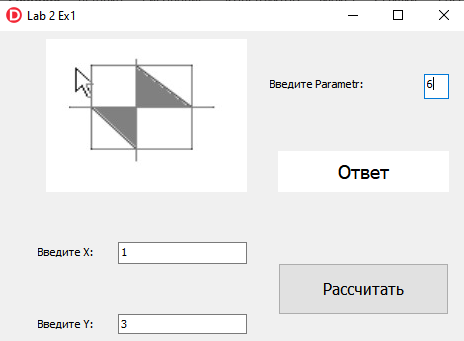 Lab 2 Ex1
Введите Parametr:
6
Ответ
Введите X:
1
Рассчитать
Введите Y:
3